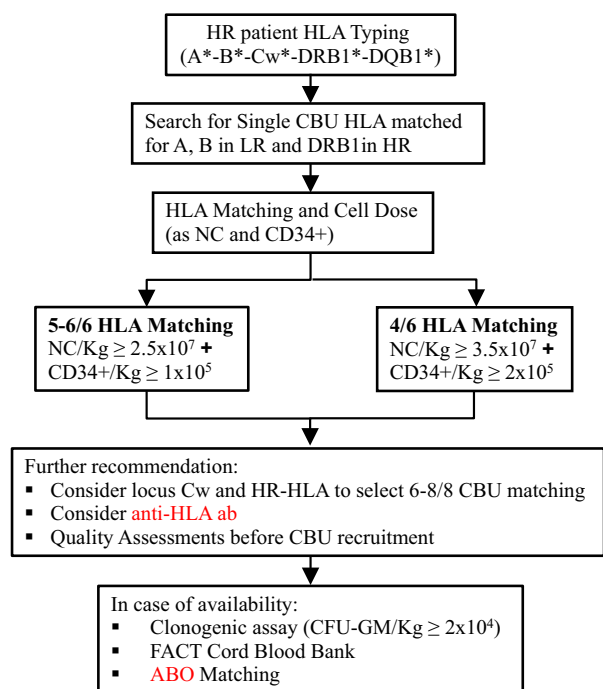 HR patient HLA Typing
(A*-B*-Cw*-DRB1*-DQB1*)
Search for Single CBU HLA matched
for A, B in LR and DRB1in HR
HLA Matching and Cell Dose
(as NC and CD34+)
5-6/6 HLA Matching
NC/Kg ≥ 2.5x10⁷ +
CD34+/Kg ≥ 1x10⁵
4/6 HLA Matching
NC/Kg ≥ 3.5x10⁷ +
CD34+/Kg ≥ 2x10⁵
Further recommendation:
▪ Consider locus Cw and HR-HLA to select 6-8/8 CBU matching
▪ Consider anti-HLA ab
▪ Quality Assessments before CBU recruitment
In case of availability:
▪ Clonogenic assay (CFU-GM/Kg ≥ 2x10⁴)
▪ FACT Cord Blood Bank
▪ ABO Matching